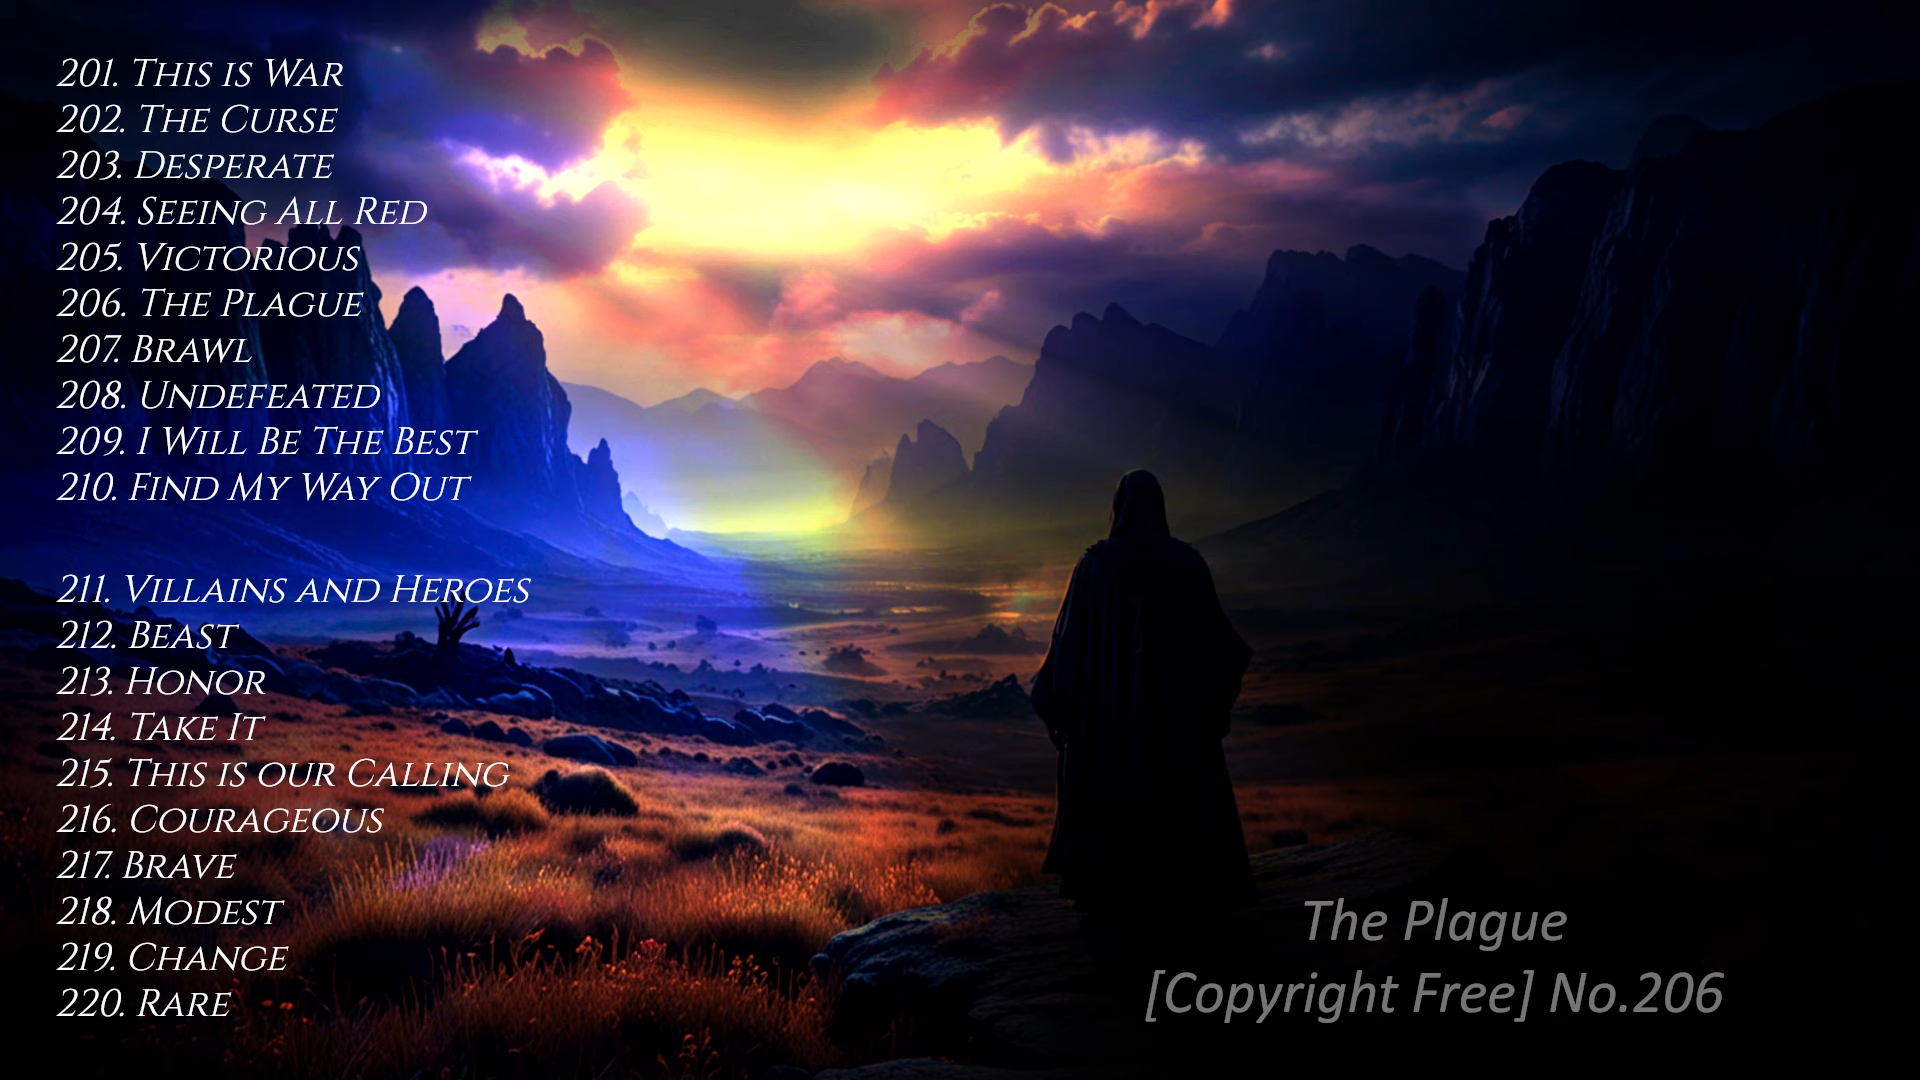 201. This is War
202. The Curse
203. Desperate
204. Seeing All Red
205. Victorious
206. The Plague
207. Brawl
208. Undefeated
209. I Will Be The Best
210. Find My Way Out
211. Villains and Heroes
212. Beast
213. Honor
214. Take It
215. This is our Calling
216. Courageous
217. Brave
218. Modest
219. Change
220. Rare
The Plague
[Copyright Free] No.206